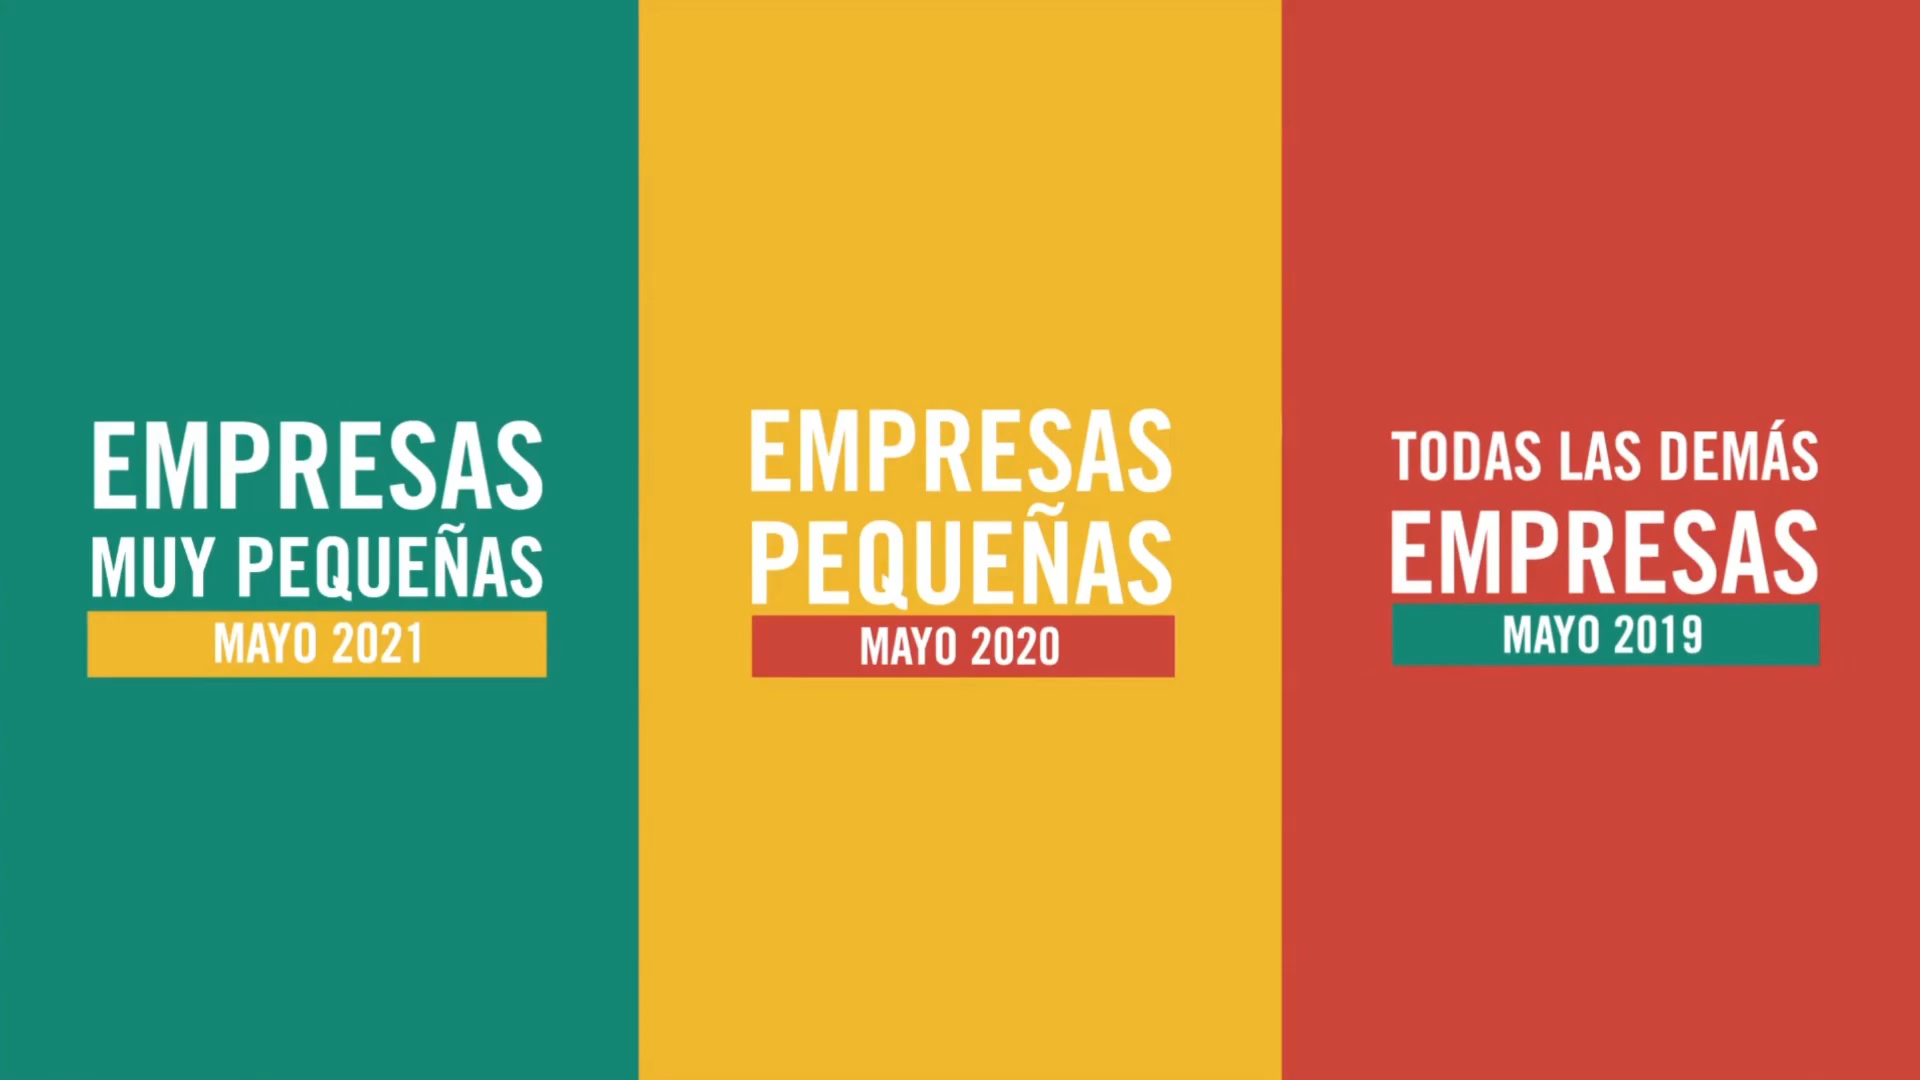 EMPRESAS
MUY PEQUEÑAS
MAYO 2021
EMPRESAS
PEQUEÑAS
MAYO 2020
TODAS LAS DEMÁS
EMPRESAS
MAYO 2019